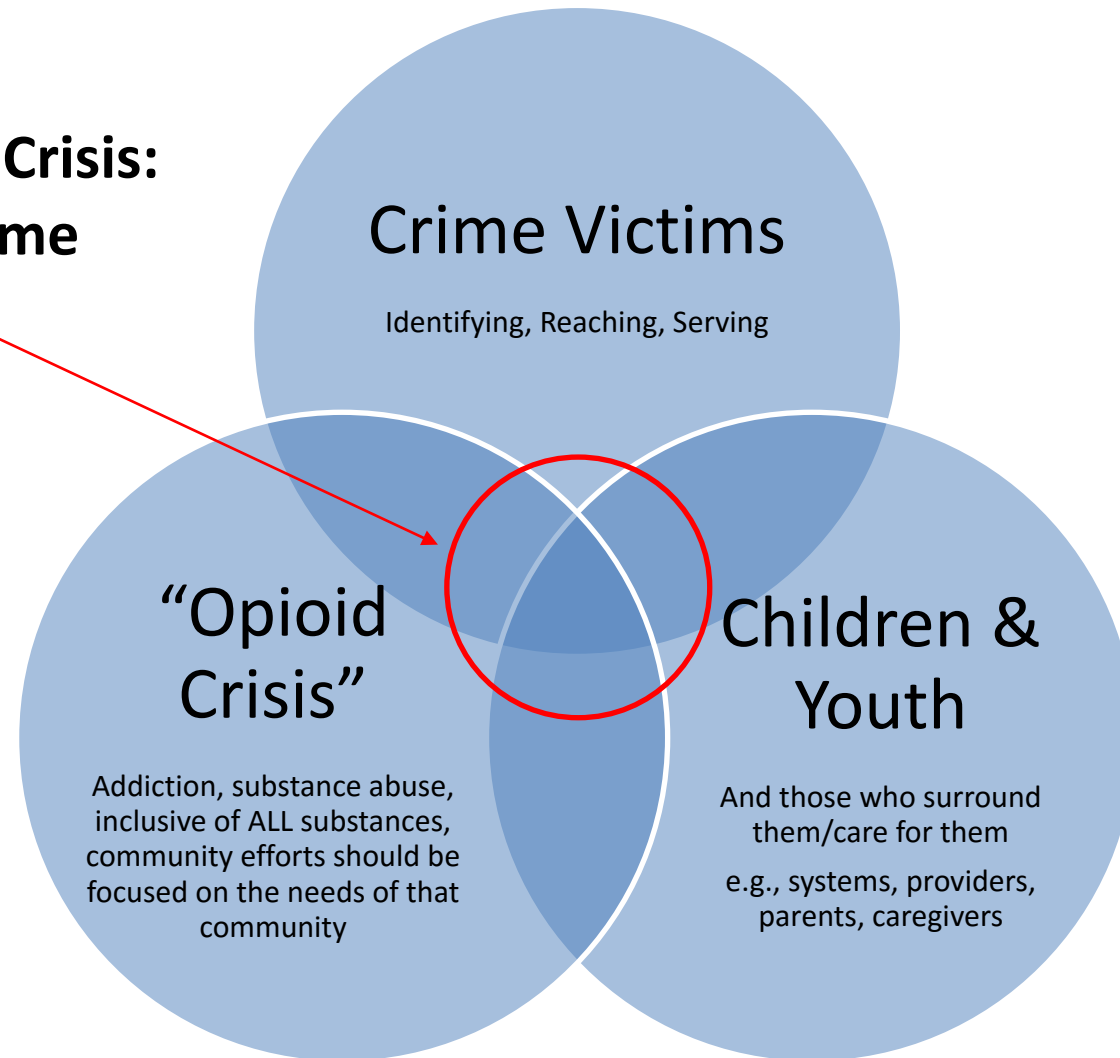 Crisis:
me
Crime Victims
Identifying, Reaching, Serving
“Opioid
Crisis”
Addiction, substance abuse,
inclusive of ALL substances,
community efforts should be
focused on the needs of that
community
Children &
Youth
And those who surround
them/care for them
e.g., systems, providers,
parents, caregivers